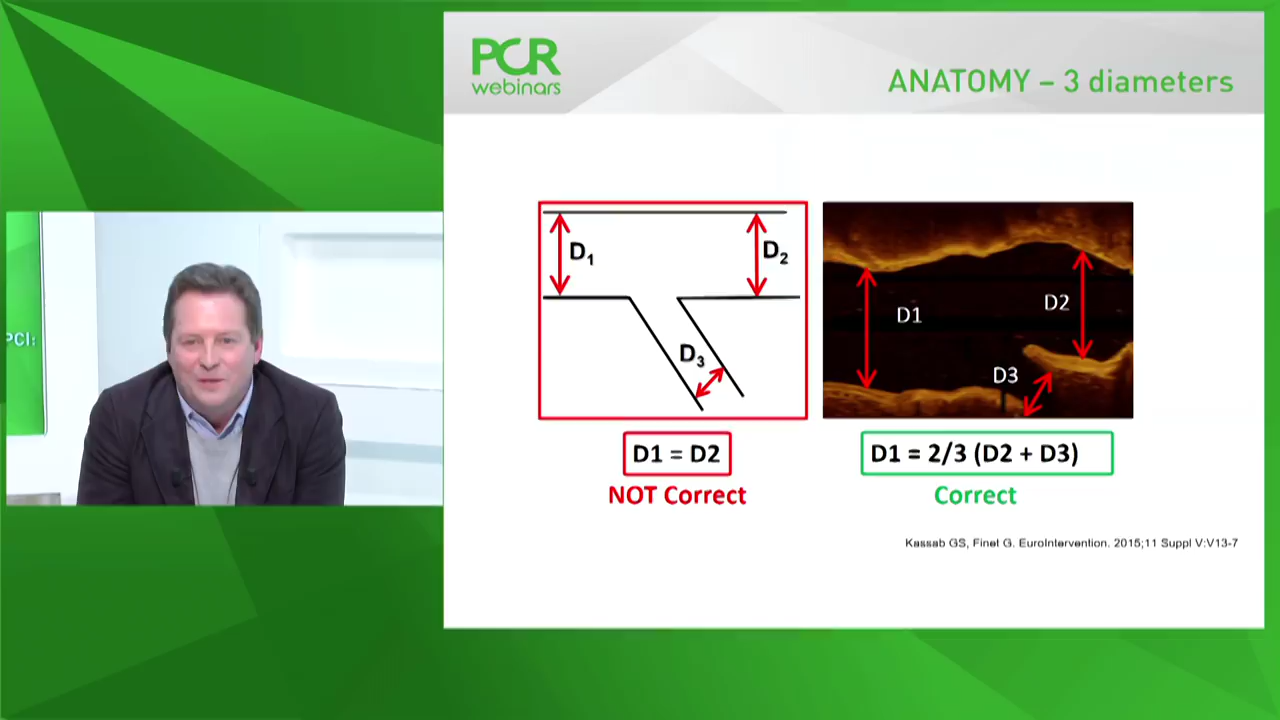 PCR
webinars
ANATOMY – 3 diameters
PCI:
D1
D2
D3
D1
D2
D3
D1 = D2
NOT Correct
D1 = 2/3 (D2 + D3)
Correct
Kassab GS, Finet G. EuroIntervention. 2015;11 Suppl V:V13-7